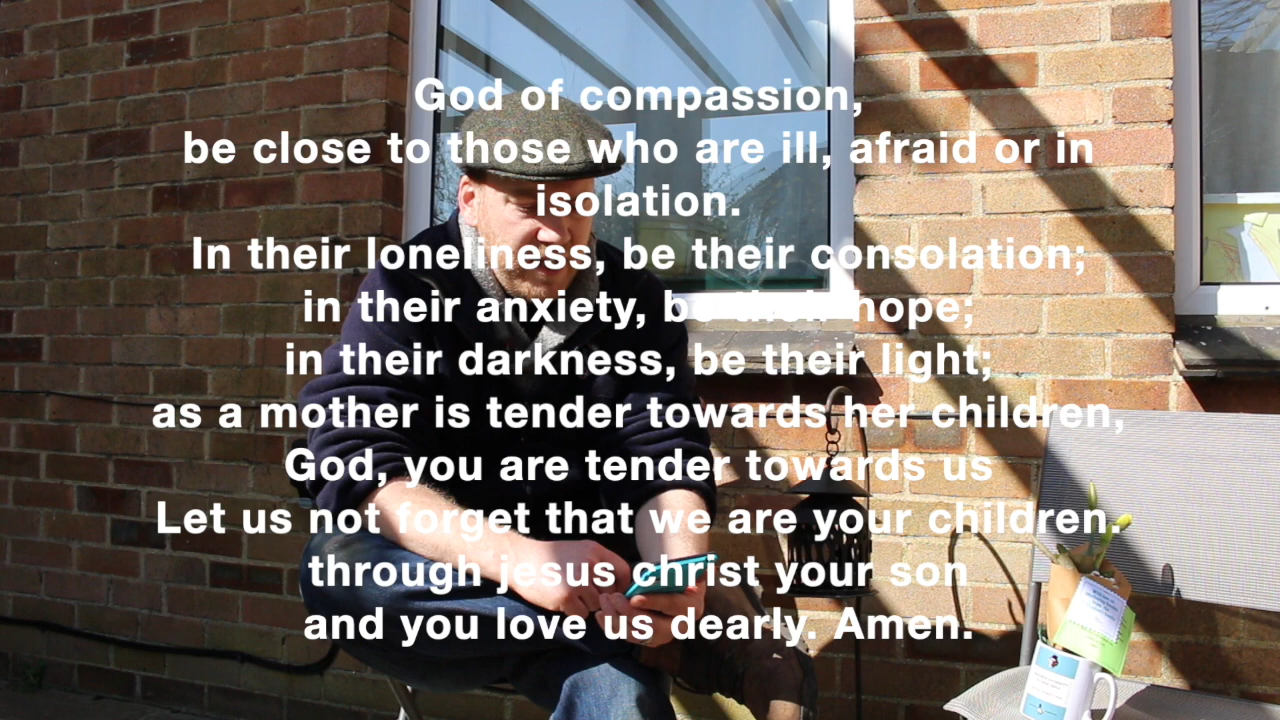 God of compassion,
be close to those who are ill, afraid or in
isolation.
In their loneliness, be their consolation;
in their anxiety, be their hope;
in their darkness, be their light;
as a mother is tender towards her children,
God, you are tender towards us
Let us not forget that we are your children.
through jesus christ your son
and you love us dearly. Amen.